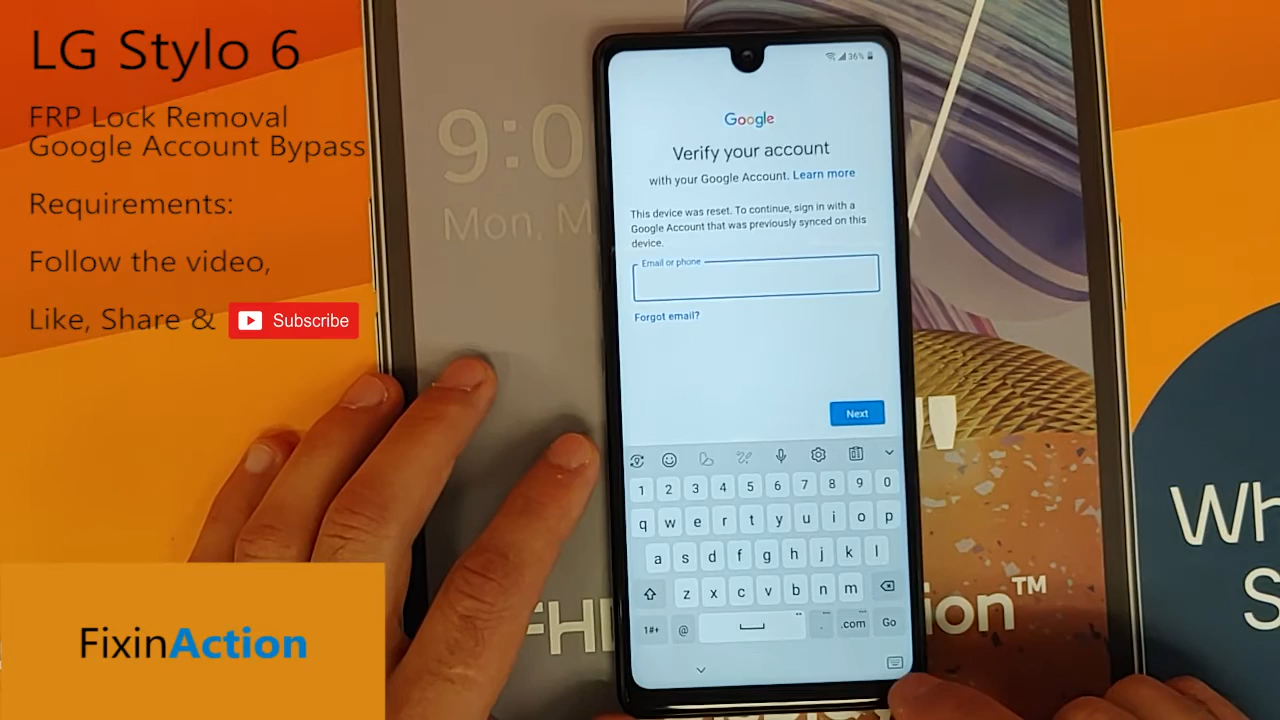 LG Stylo 6
FRP Lock Removal
Google Account Bypass
Requirements:
Follow the video,
Like, Share &
Subscribe
FixinAction
9:0
Mon, M
36%
Google
Verify your account
with your Google Account. Learn more
This device was reset. To continue, sign in with a
Google Account that was previously synced on this
device.
Email or phone
Forgot email?
Next
1 2 3 4 5 6 7 8 9 0
q w e r t y u i o p
a s d f g h j k l
z x c v b n m
1#+ @ . .com Go
FH
ion™
Wh
S